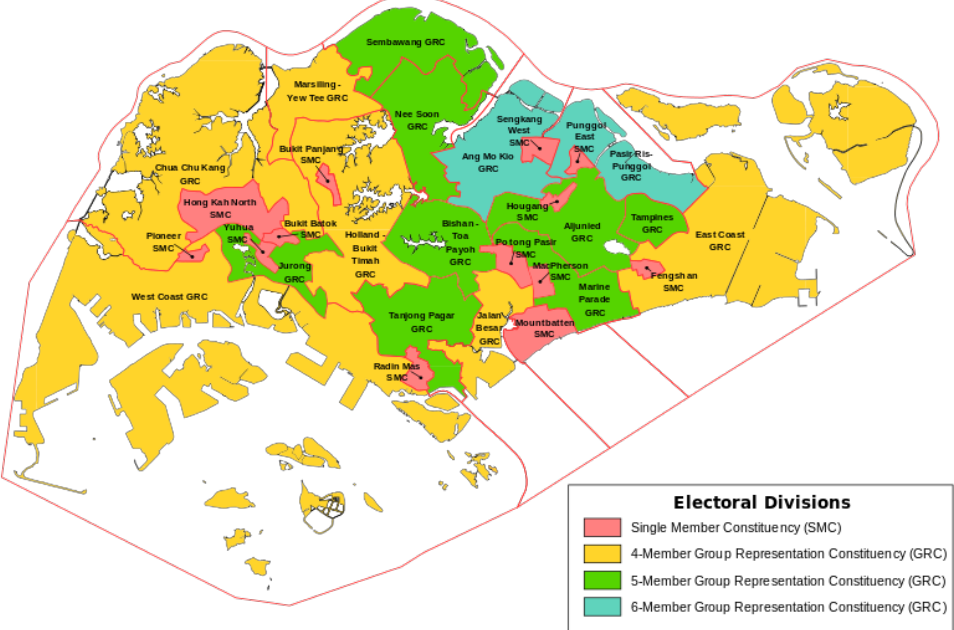 Sembawang GRC
Marsiling -
Yew Tee GRC
Nee Soon
GRC
Sengkang
West
SMC
Punggol
East
SMC
Ang Mo Kio
GRC
Pasir Ris-
Punggol
GRC
Bukit Panjang
SMC
Chua Chu Kang
GRC
Hong Kah North
SMC
Hougang
SMC
Aljunied
GRC
Tampines
GRC
East Coast
GRC
Pioneer
SMC
Yuhua
SMC
Bukit Batok
SMC
Holland -
Bukit
Timah
GRC
Bishan -
Toa
Payoh
GRC
Potong Pasir
SMC
MacPherson
SMC
Fengshan
SMC
Jurong
GRC
West Coast GRC
Marine
Parade
GRC
Tanjong Pagar
GRC
Jalan
Besar
GRC
Mountbatten
SMC
Radin Mas
SMC
Electoral Divisions
Single Member Constituency (SMC)
4-Member Group Representation Constituency (GRC)
5-Member Group Representation Constituency (GRC)
6-Member Group Representation Constituency (GRC)